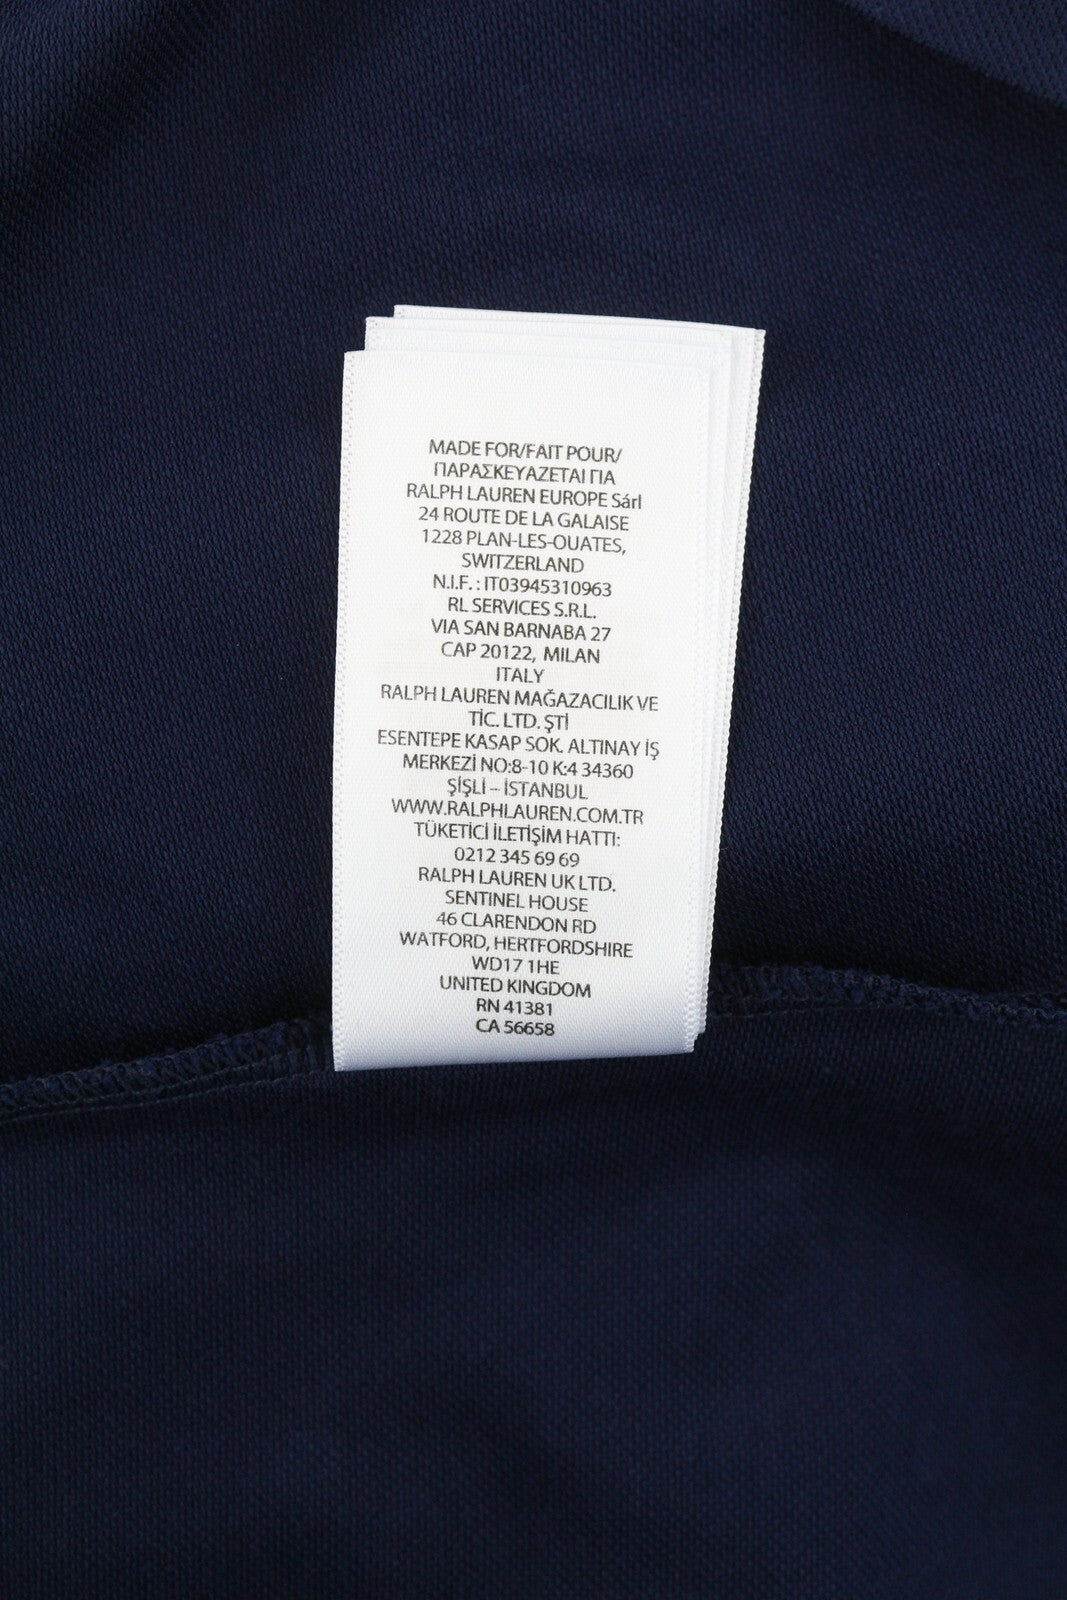 MADE FOR/FAIT POUR/
ΠΑΡΑΣΚΕΥΑΖΕΤΑΙ ΓΙΑ
RALPH LAUREN EUROPE Sárl
24 ROUTE DE LA GALAISE
1228 PLAN-LES-OUATES,
SWITZERLAND
N.I.F. : IT03945310963
RL SERVICES S.R.L.
VIA SAN BARNABA 27
CAP 20122, MILAN
ITALY
RALPH LAUREN MAĞAZACILIK VE
TİC. LTD. ŞTİ
ESENTEPE KASAP SOK. ALTINAY İŞ
MERKEZİ NO:8-10 K:4 34360
ŞİŞLİ – İSTANBUL
WWW.RALPHLAUREN.COM.TR
TÜKETİCİ İLETİŞİM HATTI:
0212 345 69 69
RALPH LAUREN UK LTD.
SENTINEL HOUSE
46 CLARENDON RD
WATFORD, HERTFORDSHIRE
WD17 1HE
UNITED KINGDOM
RN 41381
CA 56658